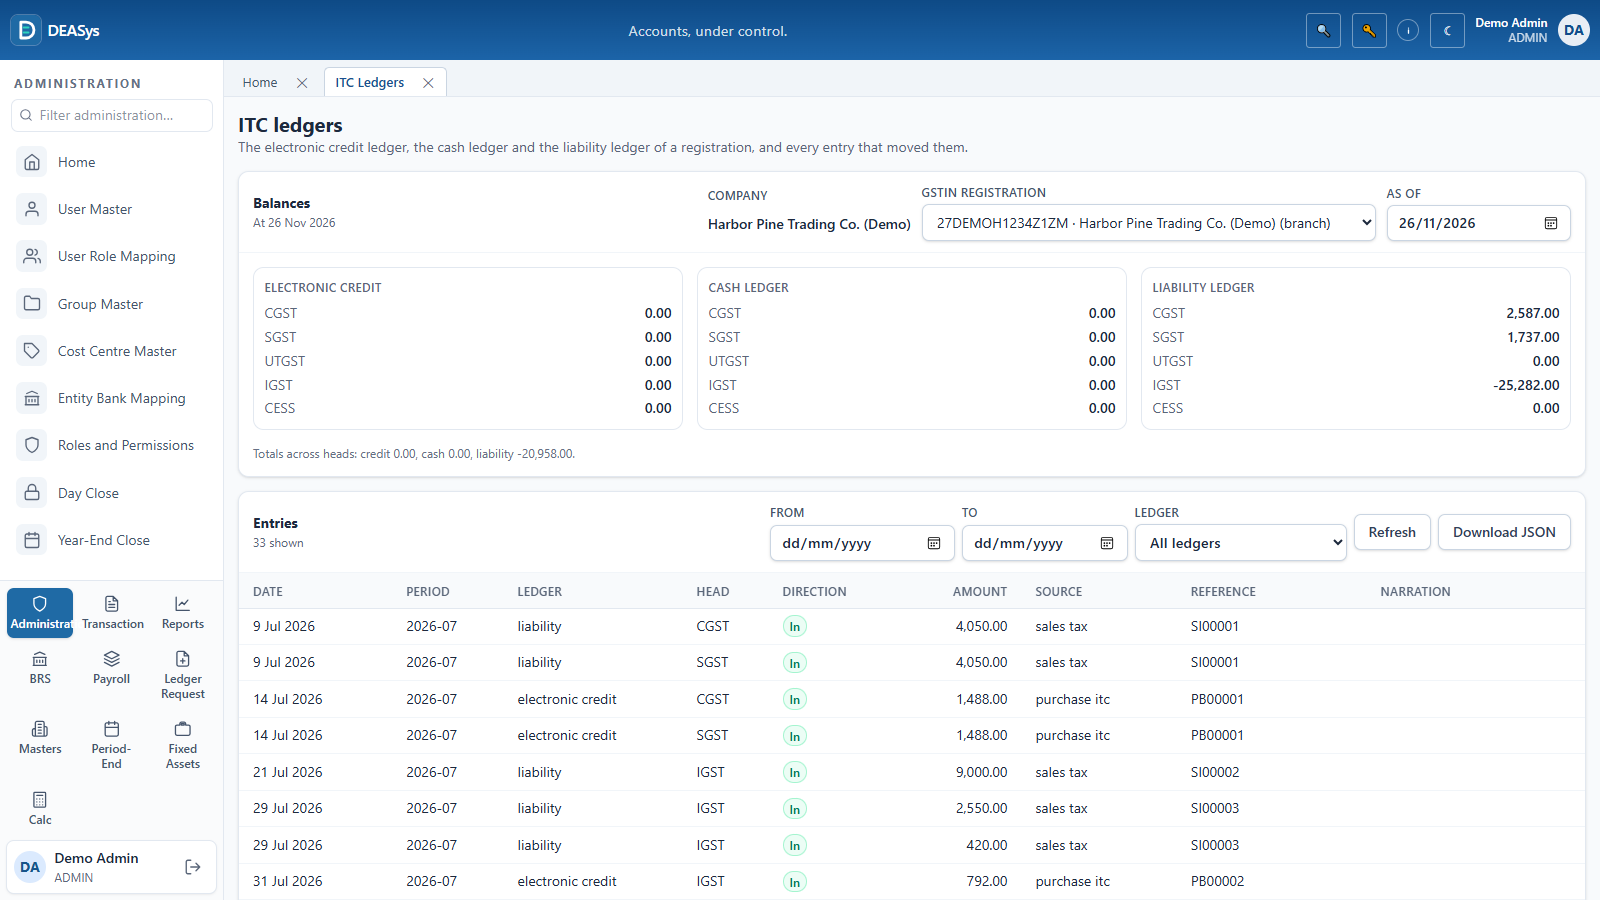 DEASys
Accounts, under control.
Demo Admin
ADMIN
DA
ADMINISTRATION
Filter administration...
Home
User Master
User Role Mapping
Group Master
Cost Centre Master
Entity Bank Mapping
Roles and Permissions
Day Close
Year-End Close
Administrat
Transaction
Reports
BRS
Payroll
Ledger Request
Masters
Period-End
Fixed Assets
Calc
DA
Demo Admin
ADMIN
Home
ITC Ledgers
ITC ledgers
The electronic credit ledger, the cash ledger and the liability ledger of a registration, and every entry that moved them.
Balances
At 26 Nov 2026
COMPANY
Harbor Pine Trading Co. (Demo)
GSTIN REGISTRATION
27DEMOH1234Z1ZM · Harbor Pine Trading Co. (Demo) (branch)
AS OF
26/11/2026
ELECTRONIC CREDIT
CGST 0.00
SGST 0.00
UTGST 0.00
IGST 0.00
CESS 0.00
CASH LEDGER
CGST 0.00
SGST 0.00
UTGST 0.00
IGST 0.00
CESS 0.00
LIABILITY LEDGER
CGST 2,587.00
SGST 1,737.00
UTGST 0.00
IGST -25,282.00
CESS 0.00
Totals across heads: credit 0.00, cash 0.00, liability -20,958.00.
Entries
33 shown
FROM
dd/mm/yyyy
TO
dd/mm/yyyy
LEDGER
All ledgers
Refresh
Download JSON
DATE PERIOD LEDGER HEAD DIRECTION AMOUNT SOURCE REFERENCE NARRATION
9 Jul 2026 2026-07 liability CGST In 4,050.00 sales tax SI00001
9 Jul 2026 2026-07 liability SGST In 4,050.00 sales tax SI00001
14 Jul 2026 2026-07 electronic credit CGST In 1,488.00 purchase itc PB00001
14 Jul 2026 2026-07 electronic credit SGST In 1,488.00 purchase itc PB00001
21 Jul 2026 2026-07 liability IGST In 9,000.00 sales tax SI00002
29 Jul 2026 2026-07 liability IGST In 2,550.00 sales tax SI00003
29 Jul 2026 2026-07 liability IGST In 420.00 sales tax SI00003
31 Jul 2026 2026-07 electronic credit IGST In 792.00 purchase itc PB00002